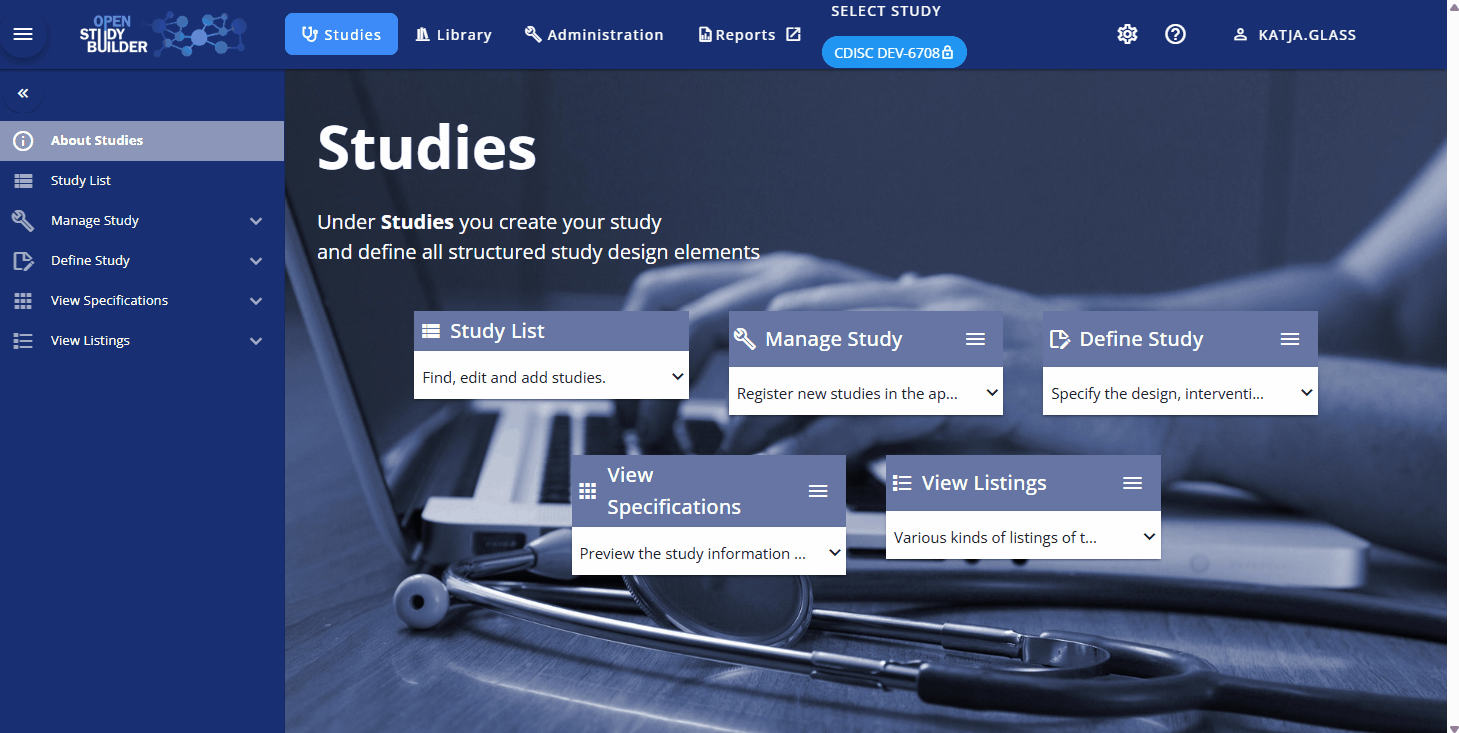 OPEN
STUDY
BUILDER
Studies
Library
Administration
Reports
SELECT STUDY
CDISC DEV-6708
KATJA.GLASS
About Studies
Study List
Manage Study
Define Study
View Specifications
View Listings
Studies
Under Studies you create your study
and define all structured study design elements
Study List
Find, edit and add studies.
Manage Study
Register new studies in the ap...
Define Study
Specify the design, interventi...
View
Specifications
Preview the study information ...
View Listings
Various kinds of listings of t...